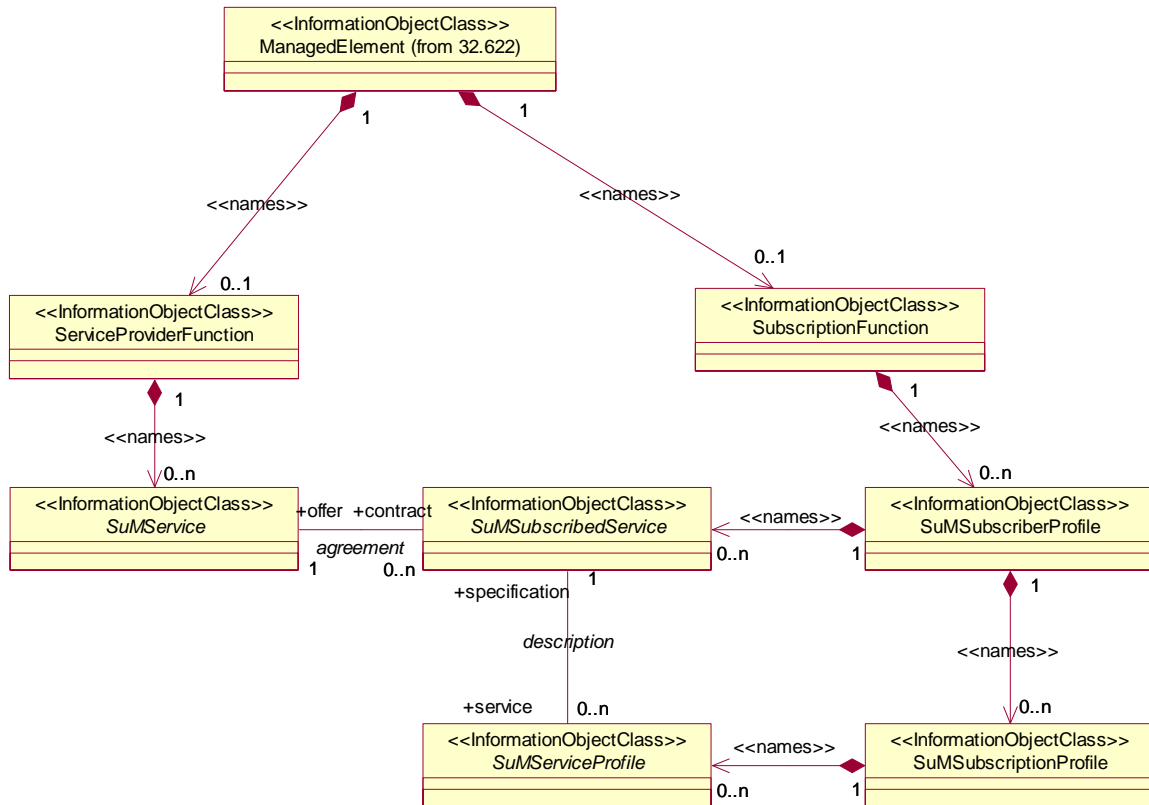 <<InformationObjectClass>>
ManagedElement (from 32.622)
1
1
<<names>>
<<names>>
0..1
0..1
<<InformationObjectClass>>
ServiceProviderFunction
<<InformationObjectClass>>
SubscriptionFunction
1
1
<<names>>
<<names>>
0..n
0..n
<<InformationObjectClass>>
SuMService
+offer +contract
agreement
1
0..n
<<InformationObjectClass>>
SuMSubscribedService
<<names>>
0..n
1
<<InformationObjectClass>>
SuMSubscriberProfile
1
+specification
description
+service
0..n
1
<<names>>
0..n
<<InformationObjectClass>>
SuMServiceProfile
<<names>>
0..n
1
<<InformationObjectClass>>
SuMSubscriptionProfile